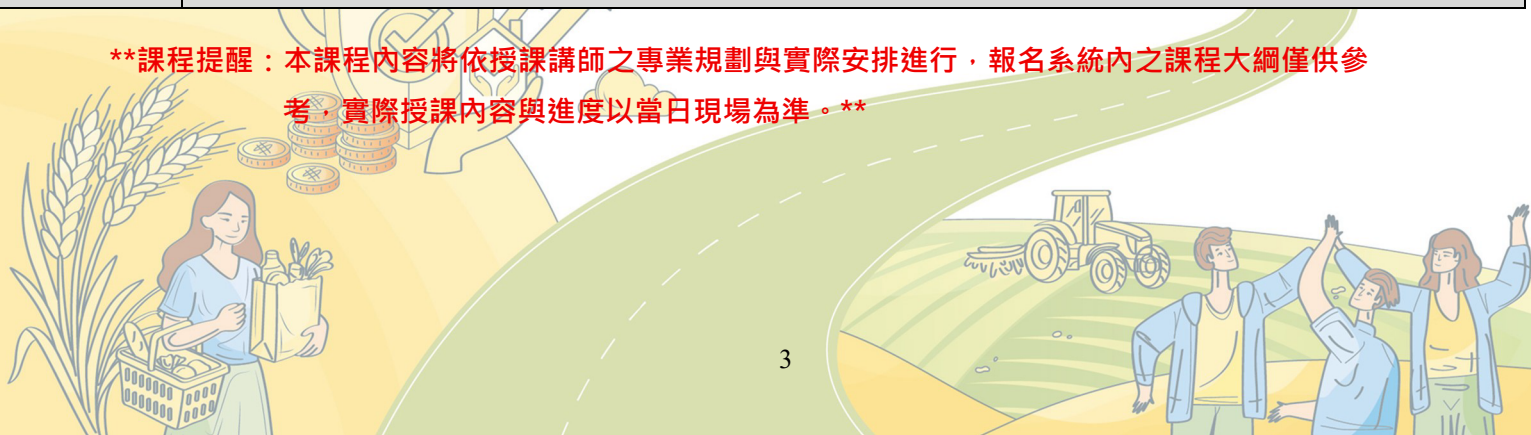 **課程提醒：本課程內容將依授課講師之專業規劃與實際安排進行，報名系統內之課程大綱僅供參
考，實際授課內容與進度以當日現場為準。**
3